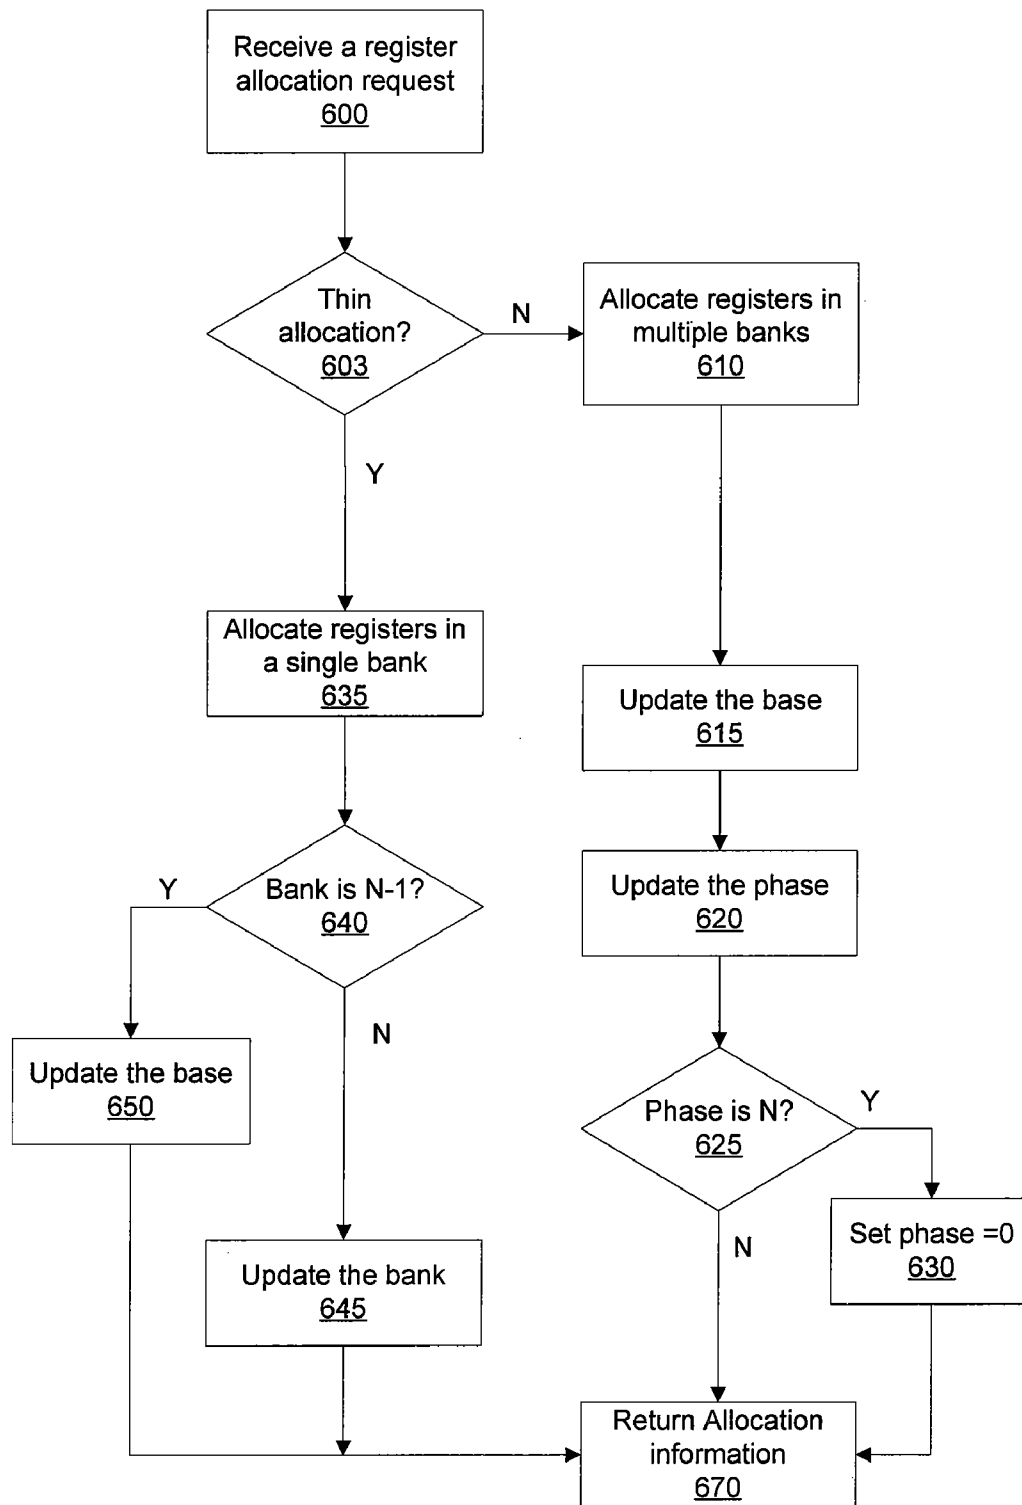 Receive a register
allocation request
600
Thin
allocation?
603
N
Allocate registers in
multiple banks
610
Y
Allocate registers in
a single bank
635
Update the base
615
Bank is N-1?
640
Y
N
Update the phase
620
Update the base
650
Phase is N?
625
Y
N
Set phase =0
630
Update the bank
645
Return Allocation
information
670